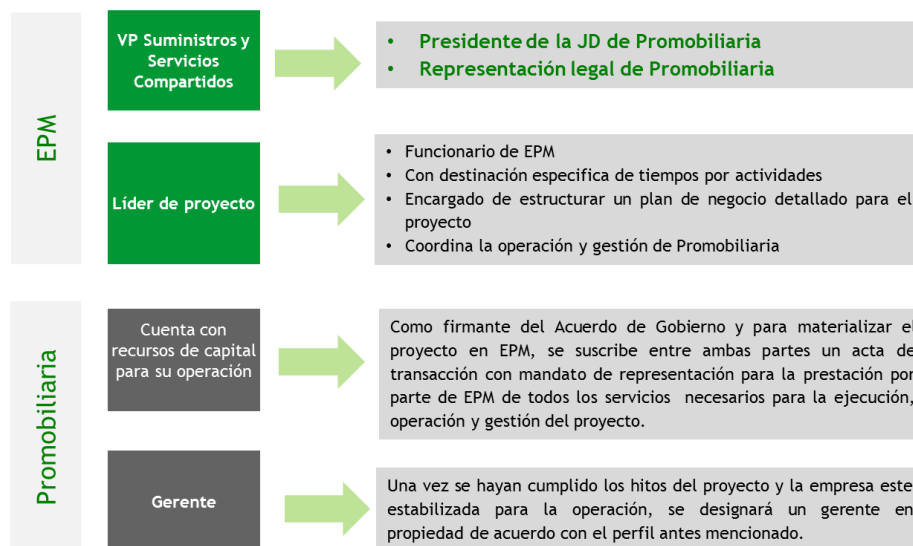 EPM
VP Suministros y
Servicios
Compartidos
• Presidente de la JD de Promobiliaria
• Representación legal de Promobiliaria
Líder de proyecto
• Funcionario de EPM
• Con destinación especifica de tiempos por actividades
• Encargado de estructurar un plan de negocio detallado para el
proyecto
• Coordina la operación y gestión de Promobiliaria
Promobiliaria
Cuenta con
recursos de capital
para su operación
Como firmante del Acuerdo de Gobierno y para materializar el
proyecto en EPM, se suscribe entre ambas partes un acta de
transacción con mandato de representación para la prestación por
parte de EPM de todos los servicios necesarios para la ejecución,
operación y gestión del proyecto.
Gerente
Una vez se hayan cumplido los hitos del proyecto y la empresa este
estabilizada para la operación, se designará un gerente en
propiedad de acuerdo con el perfil antes mencionado.